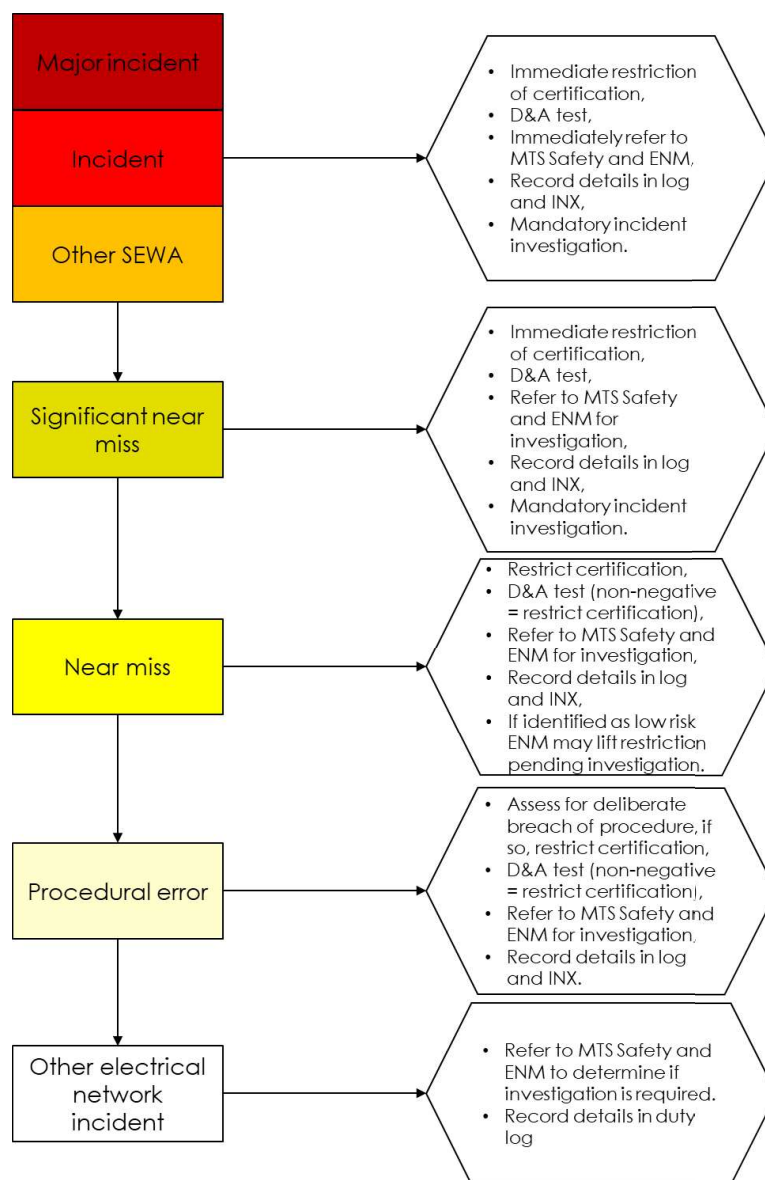 Major incident
Incident
Other SEWA
• Immediate restriction
of certification,
• D&A test,
• Immediately refer to
MTS Safety and ENM,
• Record details in log
and INX,
• Mandatory incident
investigation.
Significant near
miss
• Immediate restriction
of certification,
• D&A test,
• Refer to MTS Safety
and ENM for
investigation,
• Record details in log
and INX,
• Mandatory incident
investigation.
Near miss
• Restrict certification,
• D&A test (non-negative
= restrict certification),
• Refer to MTS Safety and
ENM for investigation,
• Record details in log
and INX,
• If identified as low risk
ENM may lift restriction
pending investigation.
Procedural error
• Assess for deliberate
breach of procedure, if
so, restrict certification,
• D&A test (non-negative
= restrict certification),
• Refer to MTS Safety and
ENM for investigation,
• Record details in log
and INX.
Other electrical
network
incident
• Refer to MTS Safety and
ENM to determine if
investigation is required.
• Record details in duty
log